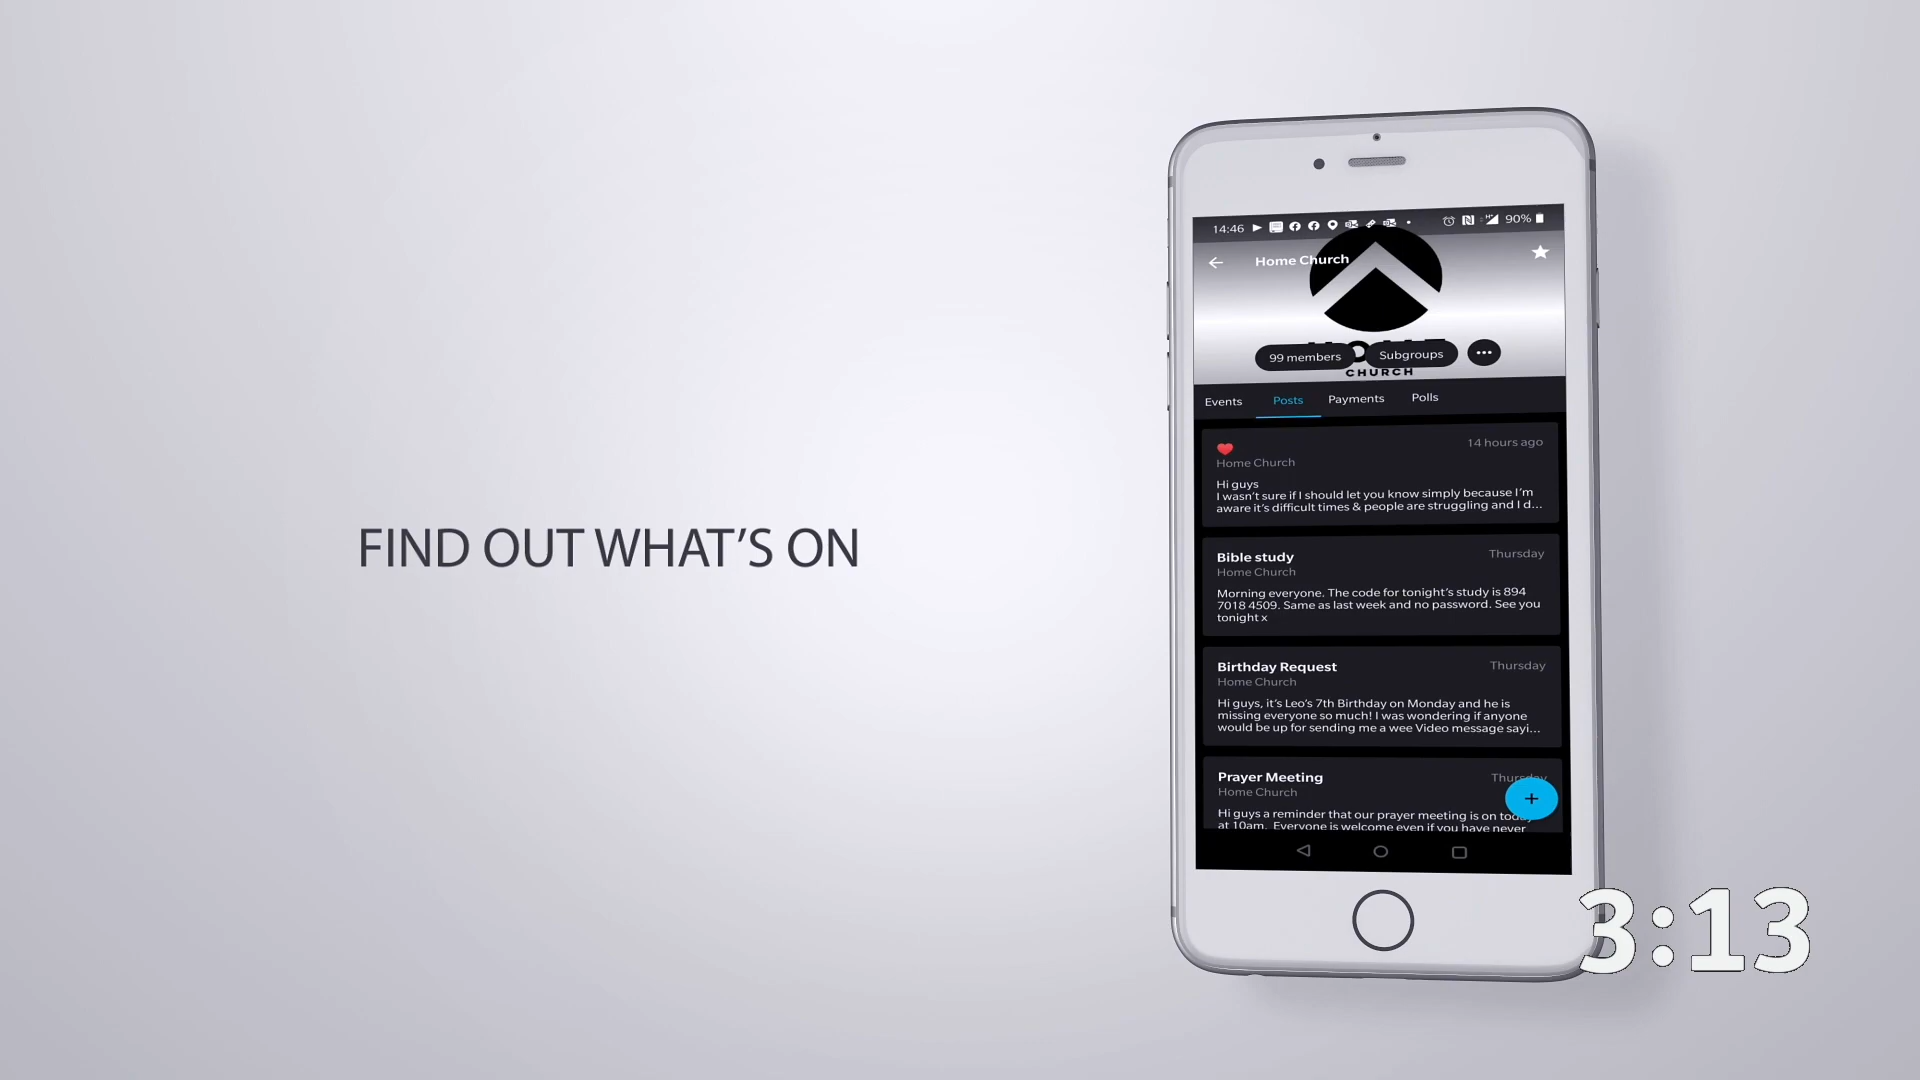 FIND OUT WHAT'S ON
14:46
90%
Home Church
99 members
Subgroups
CHURCH
Events
Posts
Payments
Polls
14 hours ago
Home Church
Hi guys
I wasn't sure if I should let you know simply because I'm
aware it's difficult times & people are struggling and I d...
Bible study
Thursday
Home Church
Morning everyone. The code for tonight's study is 894
7018 4509. Same as last week and no password. See you
tonight x
Birthday Request
Thursday
Home Church
Hi guys, it's Leo's 7th Birthday on Monday and he is
missing everyone so much! I was wondering if anyone
would be up for sending me a wee Video message sayi...
Prayer Meeting
Thursday
Home Church
Hi guys a reminder that our prayer meeting is on today
at 10am. Everyone is welcome even if you have never
3:13